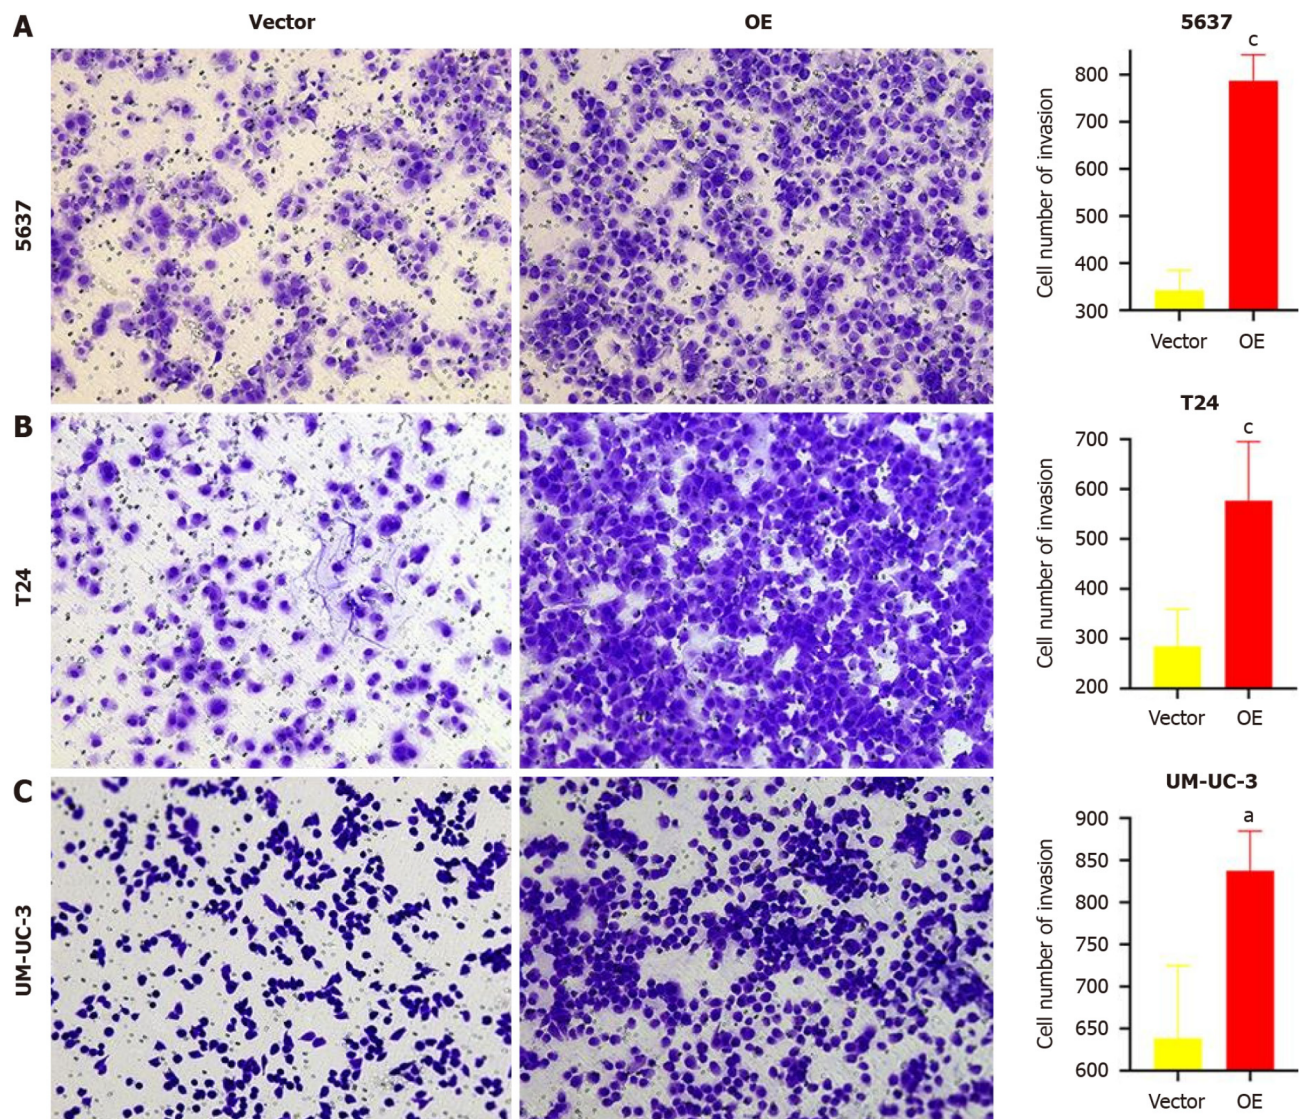 A
Vector
OE
5637
5637
c
Cell number of invasion
800
700
600
500
400
300
Vector
OE
B
T24
T24
c
Cell number of invasion
700
600
500
400
300
200
Vector
OE
C
UM-UC-3
UM-UC-3
a
Cell number of invasion
900
850
800
750
700
650
600
Vector
OE